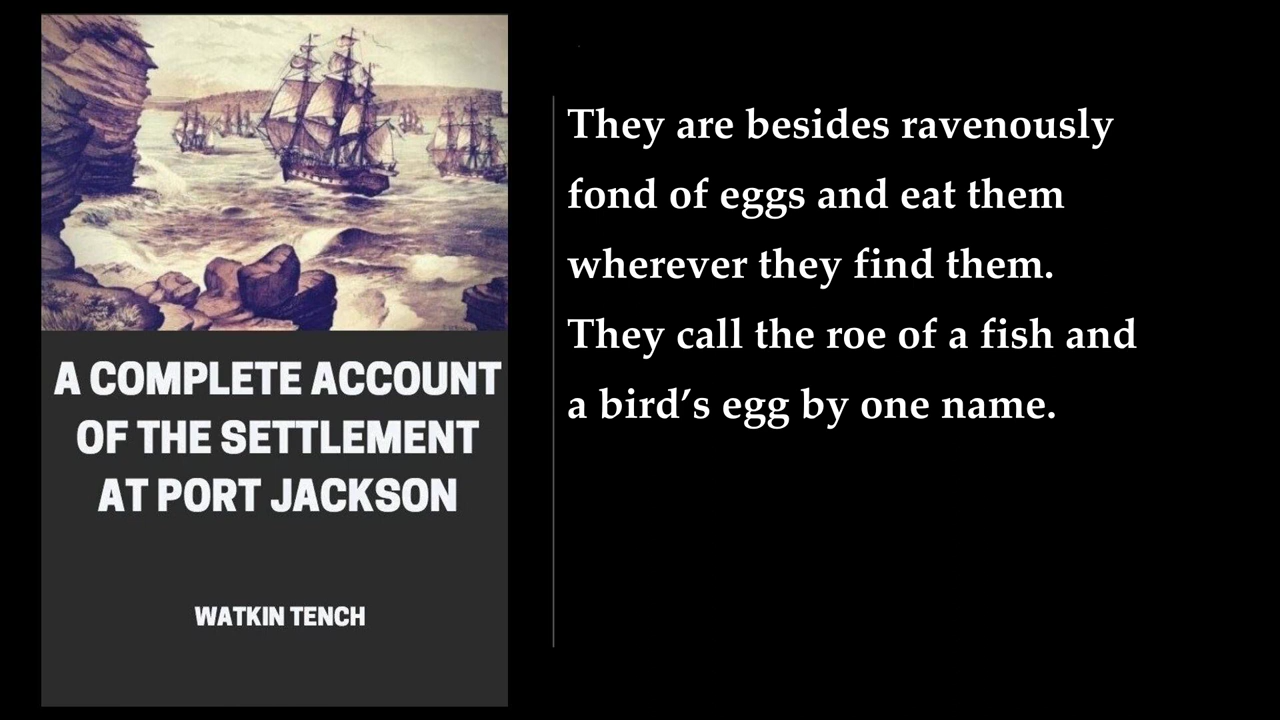 A COMPLETE ACCOUNT
OF THE SETTLEMENT
AT PORT JACKSON
WATKIN TENCH
They are besides ravenously
fond of eggs and eat them
wherever they find them.
They call the roe of a fish and
a bird’s egg by one name.